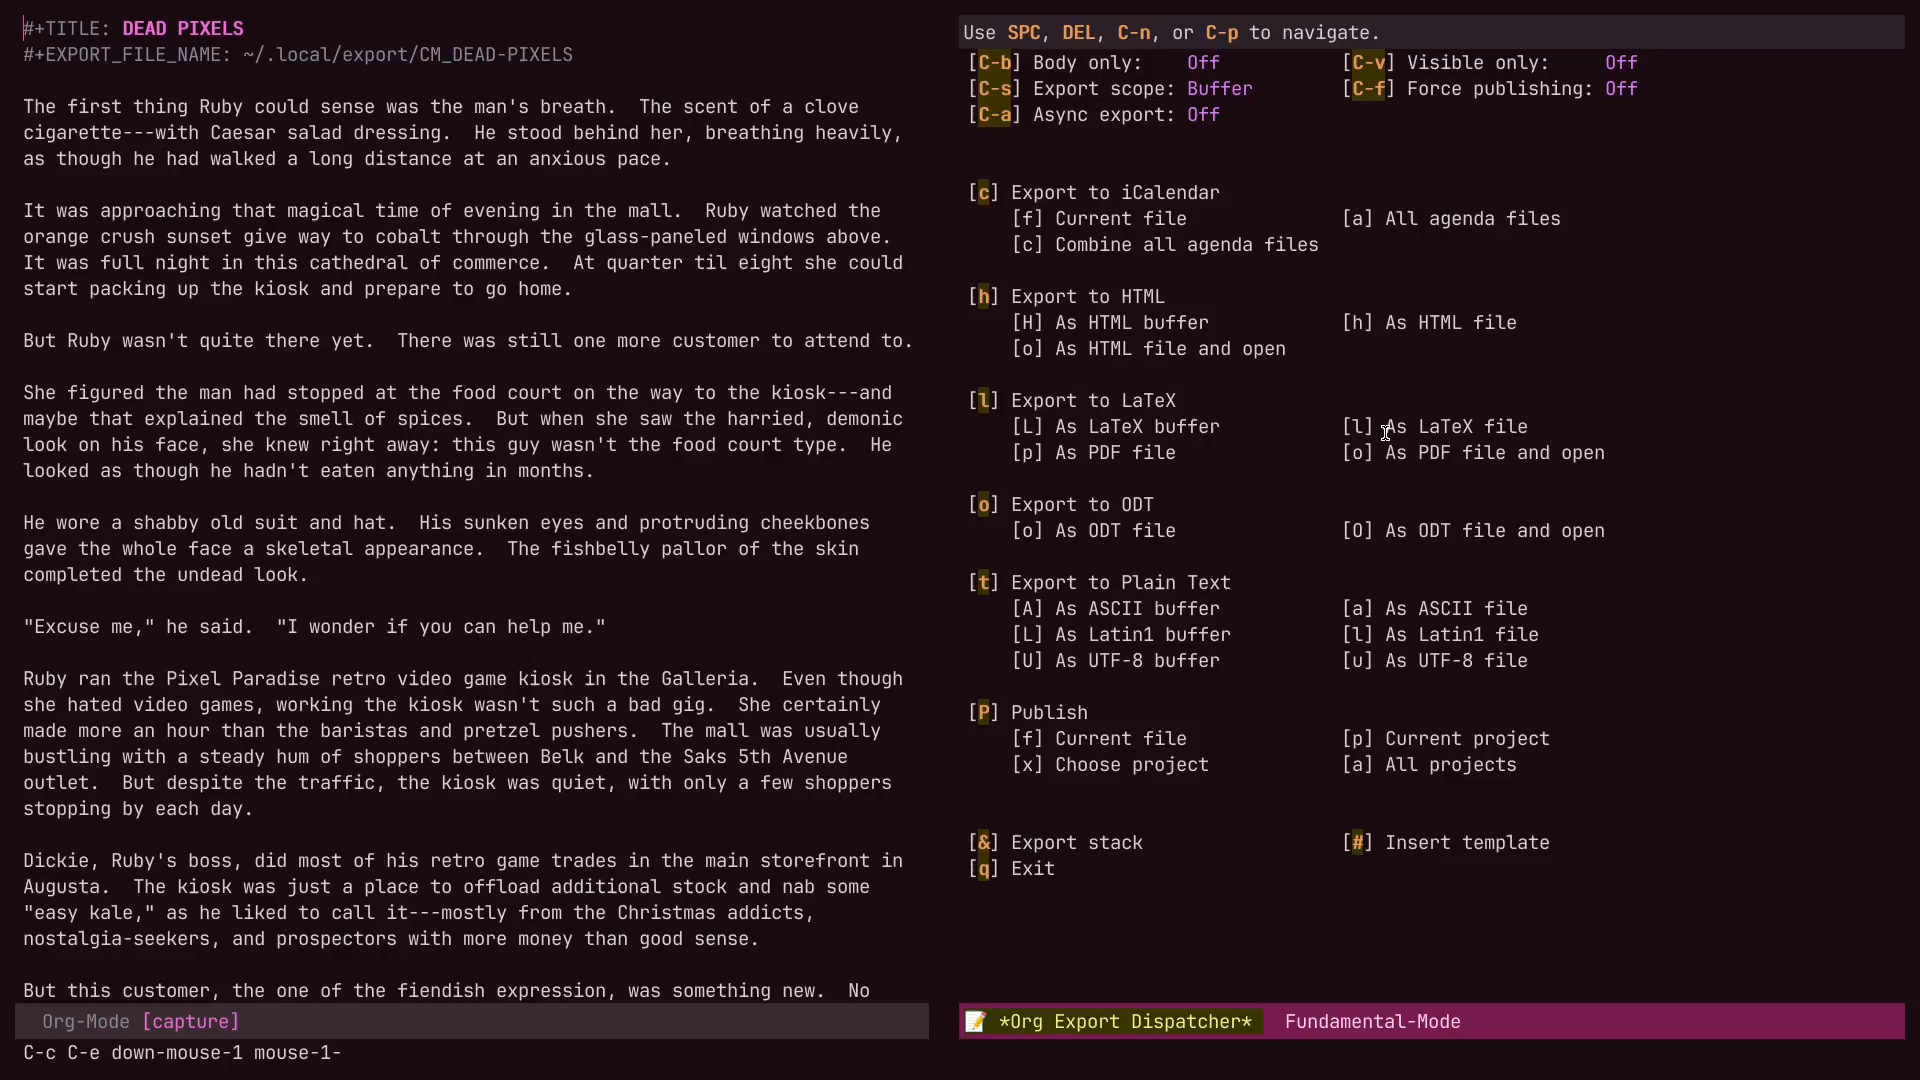 #+TITLE: DEAD PIXELS
#+EXPORT_FILE_NAME: ~/.local/export/CM_DEAD-PIXELS

The first thing Ruby could sense was the man's breath.  The scent of a clove
cigarette---with Caesar salad dressing.  He stood behind her, breathing heavily,
as though he had walked a long distance at an anxious pace.

It was approaching that magical time of evening in the mall.  Ruby watched the
orange crush sunset give way to cobalt through the glass-paneled windows above.
It was full night in this cathedral of commerce.  At quarter til eight she could
start packing up the kiosk and prepare to go home.

But Ruby wasn't quite there yet.  There was still one more customer to attend to.

She figured the man had stopped at the food court on the way to the kiosk---and
maybe that explained the smell of spices.  But when she saw the harried, demonic
look on his face, she knew right away: this guy wasn't the food court type.  He
looked as though he hadn't eaten anything in months.

He wore a shabby old suit and hat.  His sunken eyes and protruding cheekbones
gave the whole face a skeletal appearance.  The fishbelly pallor of the skin
completed the undead look.

"Excuse me," he said.  "I wonder if you can help me."

Ruby ran the Pixel Paradise retro video game kiosk in the Galleria.  Even though
she hated video games, working the kiosk wasn't such a bad gig.  She certainly
made more an hour than the baristas and pretzel pushers.  The mall was usually
bustling with a steady hum of shoppers between Belk and the Saks 5th Avenue
outlet.  But despite the traffic, the kiosk was quiet, with only a few shoppers
stopping by each day.

Dickie, Ruby's boss, did most of his retro game trades in the main storefront in
Augusta.  The kiosk was just a place to offload additional stock and nab some
"easy kale," as he liked to call it---mostly from the Christmas addicts,
nostalgia-seekers, and prospectors with more money than good sense.

But this customer, the one of the fiendish expression, was something new.  No
Org-Mode [capture]
C-c C-e down-mouse-1 mouse-1-

Use SPC, DEL, C-n, or C-p to navigate.
[C-b] Body only:    Off           [C-v] Visible only:     Off
[C-s] Export scope: Buffer        [C-f] Force publishing: Off
[C-a] Async export: Off

[c] Export to iCalendar
    [f] Current file              [a] All agenda files
    [c] Combine all agenda files

[h] Export to HTML
    [H] As HTML buffer            [h] As HTML file
    [o] As HTML file and open

[l] Export to LaTeX
    [L] As LaTeX buffer           [l] As LaTeX file
    [p] As PDF file               [o] As PDF file and open

[o] Export to ODT
    [o] As ODT file               [O] As ODT file and open

[t] Export to Plain Text
    [A] As ASCII buffer           [a] As ASCII file
    [L] As Latin1 buffer          [l] As Latin1 file
    [U] As UTF-8 buffer           [u] As UTF-8 file

[P] Publish
    [f] Current file              [p] Current project
    [x] Choose project            [a] All projects

[&] Export stack                  [#] Insert template
[q] Exit
*Org Export Dispatcher*  Fundamental-Mode